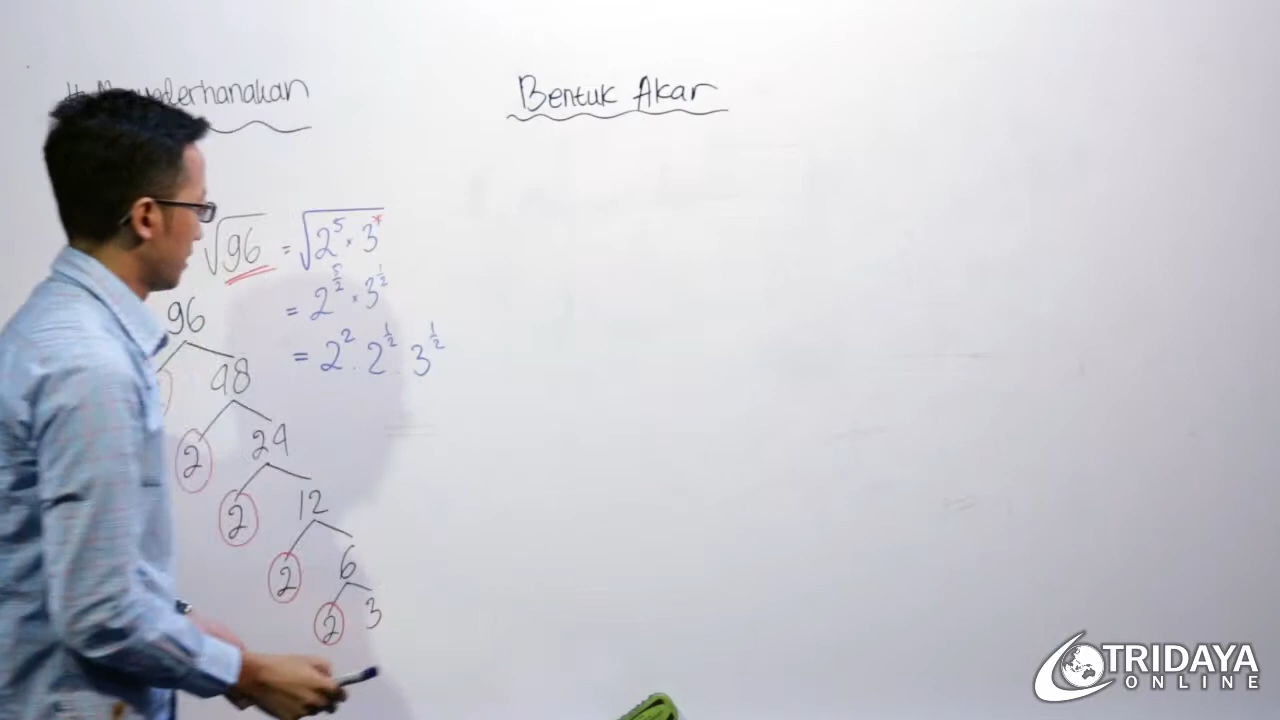 Bentuk Akar
√96 = √2⁵ × 3*
= 2^(5/2) × 3^(1/2)
= 2² . 2^(1/2) . 3^(1/2)
96
48
2 24
2 12
2 6
2 3
TRIDAYA
ONLINE